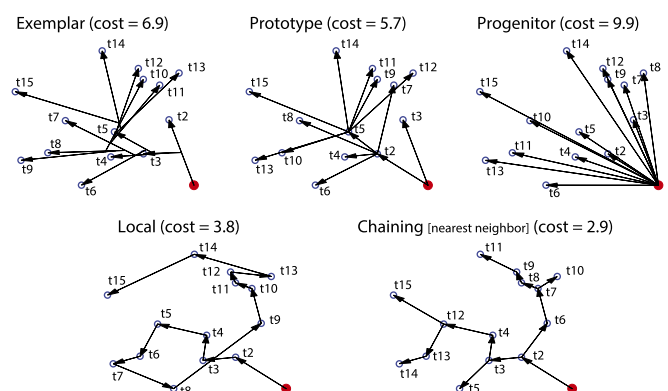 Exemplar (cost = 6.9)
Prototype (cost = 5.7)
Progenitor (cost = 9.9)
t14
t12
t10
t13
t11
t15
t7
t5
t2
t8
t4
t3
t9
t6
t14
t11
t9
t12
t7
t15
t8
t5
t3
t10
t4
t2
t13
t6
t14
t12
t9
t8
t7
t15
t10
t5
t3
t11
t4
t2
t13
t6
Local (cost = 3.8)
Chaining [nearest neighbor] (cost = 2.9)
t14
t12
t13
t11
t10
t15
t5
t9
t4
t6
t2
t7
t3
t8
t11
t9
t10
t8
t7
t15
t12
t6
t4
t13
t2
t14
t3
t5